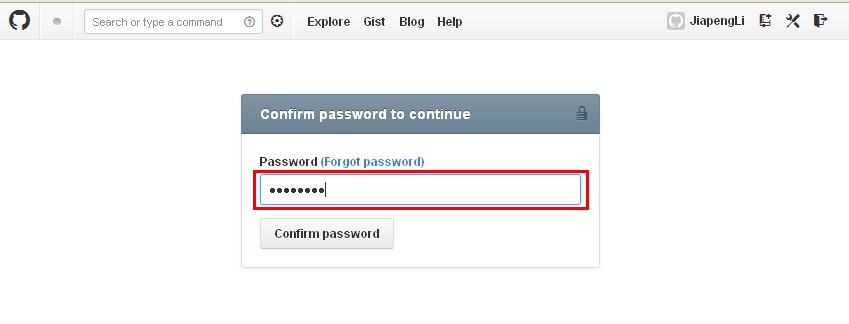 Search or type a command
Explore Gist Blog Help
JiapengLi
Confirm password to continue
Password (Forgot password)
••••••••
Confirm password